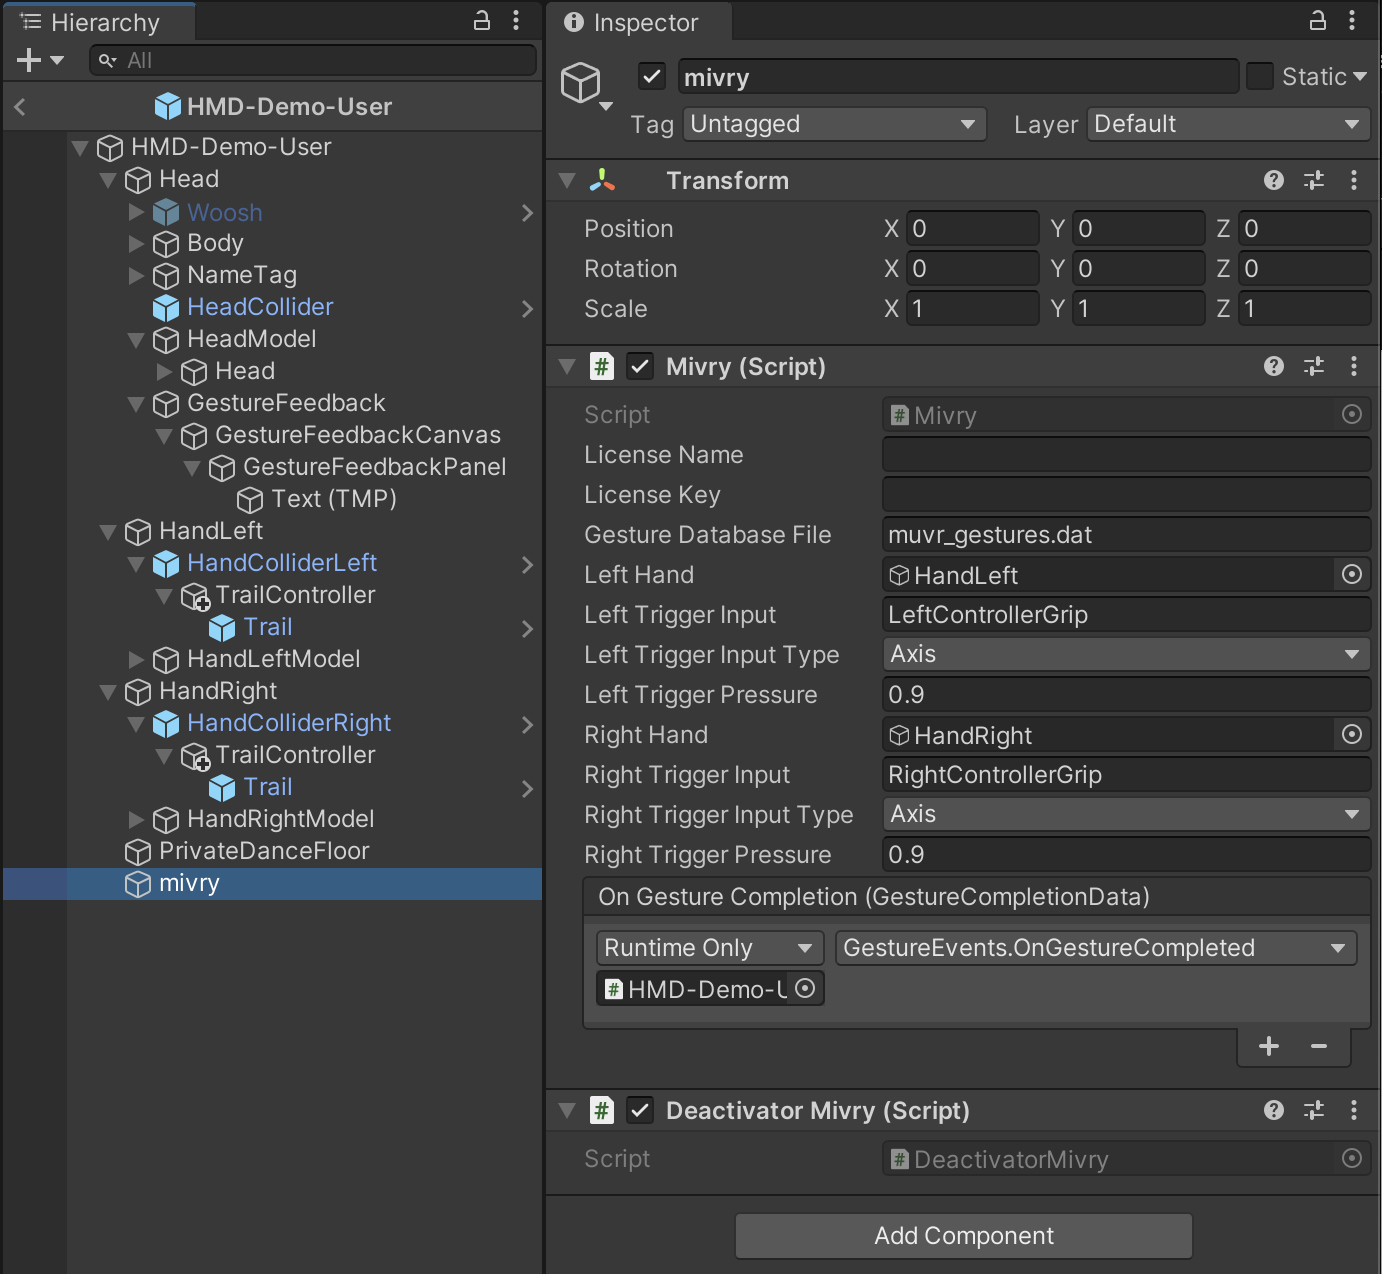 Hierarchy
All
HMD-Demo-User
HMD-Demo-User
Head
Woosh
Body
NameTag
HeadCollider
HeadModel
Head
GestureFeedback
GestureFeedbackCanvas
GestureFeedbackPanel
Text (TMP)
HandLeft
HandColliderLeft
TrailController
Trail
HandLeftModel
HandRight
HandColliderRight
TrailController
Trail
HandRightModel
PrivateDanceFloor
mivry
Inspector
mivry Static
Tag Untagged Layer Default
Transform
Position X 0 Y 0 Z 0
Rotation X 0 Y 0 Z 0
Scale X 1 Y 1 Z 1
# Mivry (Script)
Script # Mivry
License Name
License Key
Gesture Database File muvr_gestures.dat
Left Hand HandLeft
Left Trigger Input LeftControllerGrip
Left Trigger Input Type Axis
Left Trigger Pressure 0.9
Right Hand HandRight
Right Trigger Input RightControllerGrip
Right Trigger Input Type Axis
Right Trigger Pressure 0.9
On Gesture Completion (GestureCompletionData)
Runtime Only GestureEvents.OnGestureCompleted
# HMD-Demo-U
+ −
# Deactivator Mivry (Script)
Script # DeactivatorMivry
Add Component